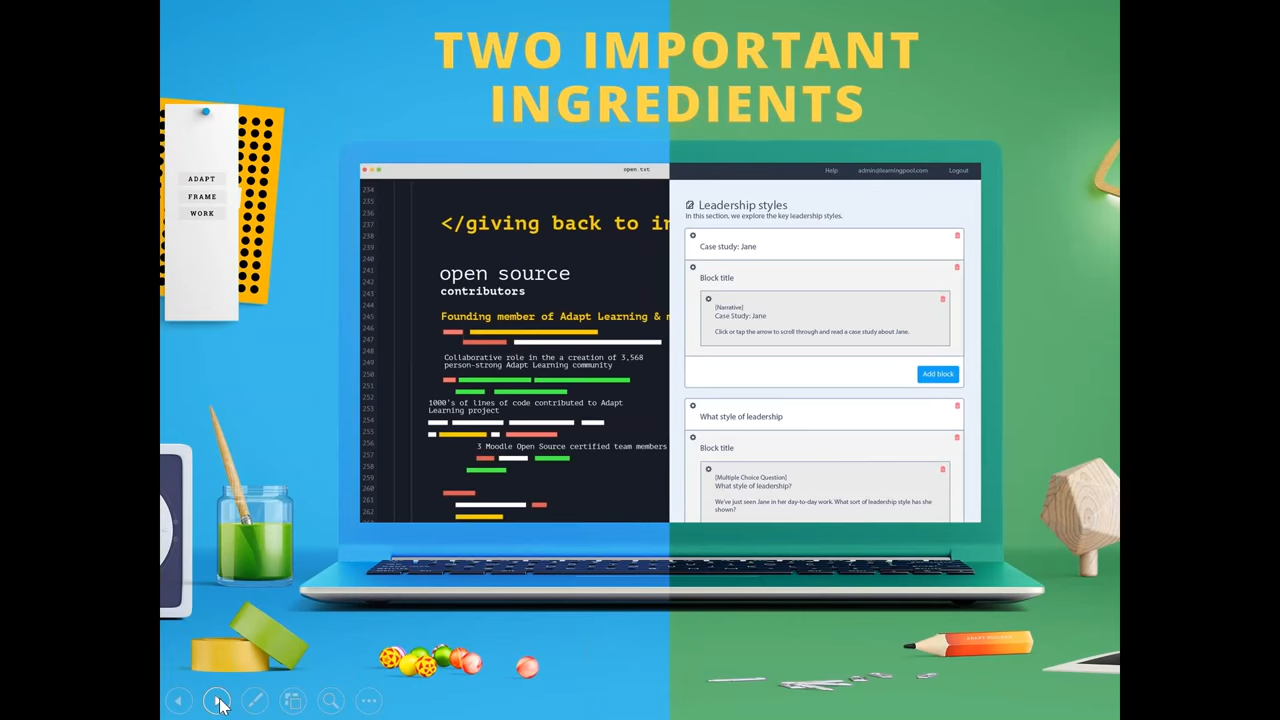 TWO IMPORTANT
INGREDIENTS
ADAPT
FRAME
WORK
open.txt
234
235
236
237
238
239
240
241
242
243
244
245
246
247
248
249
250
251
252
253
254
255
256
257
258
259
260
261
262
</giving back to in
open source
contributors
Founding member of Adapt Learning & m
Collaborative role in the a creation of 3,568
person-strong Adapt Learning community
1000's of lines of code contributed to Adapt
Learning project
3 Moodle Open Source certified team members
Help admin@learningpool.com Logout
Leadership styles
In this section, we explore the key leadership styles.
Case study: Jane
Block title
[Narrative]
Case Study: Jane
Click or tap the arrow to scroll through and read a case study about Jane.
Add block
What style of leadership
Block title
[Multiple Choice Question]
What style of leadership?
We've just seen Jane in her day-to-day work. What sort of leadership style has she
shown?